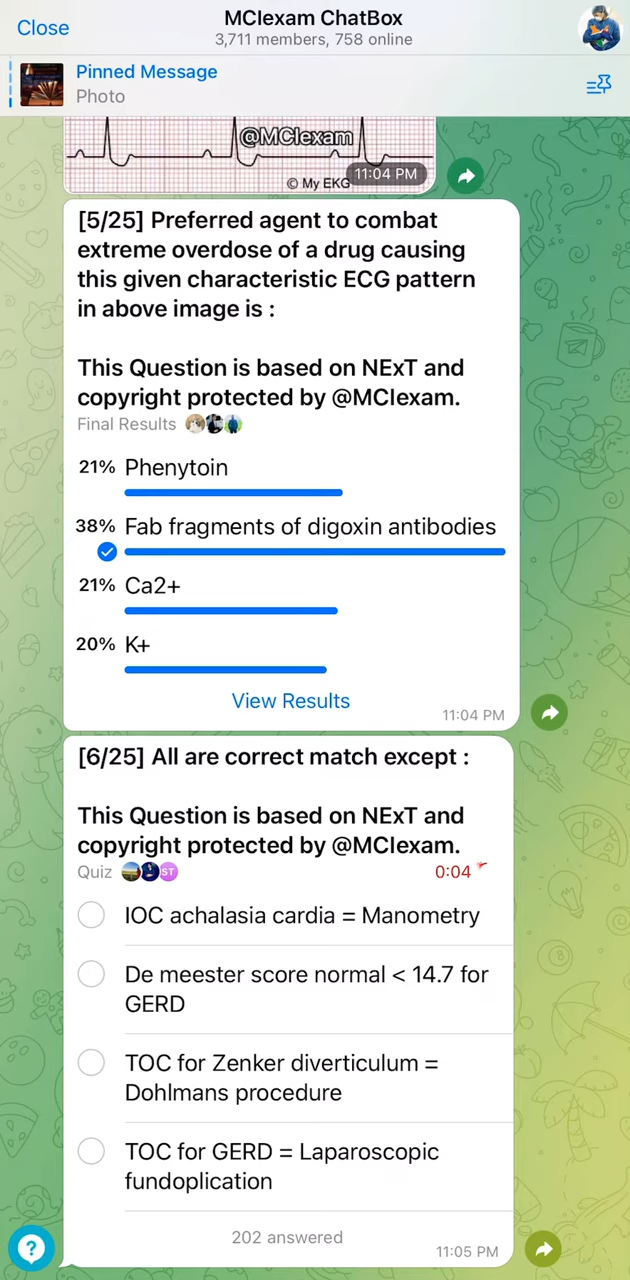 Close
MCIexam ChatBox
3,711 members, 758 online
Pinned Message
Photo
@MCIexam
© My EKG
11:04 PM
[5/25] Preferred agent to combat
extreme overdose of a drug causing
this given characteristic ECG pattern
in above image is :
This Question is based on NExT and
copyright protected by @MCIexam.
Final Results
21% Phenytoin
38% Fab fragments of digoxin antibodies
21% Ca2+
20% K+
View Results
11:04 PM
[6/25] All are correct match except :
This Question is based on NExT and
copyright protected by @MCIexam.
Quiz ST 0:04
IOC achalasia cardia = Manometry
De meester score normal < 14.7 for
GERD
TOC for Zenker diverticulum =
Dohlmans procedure
TOC for GERD = Laparoscopic
fundoplication
202 answered
11:05 PM
?